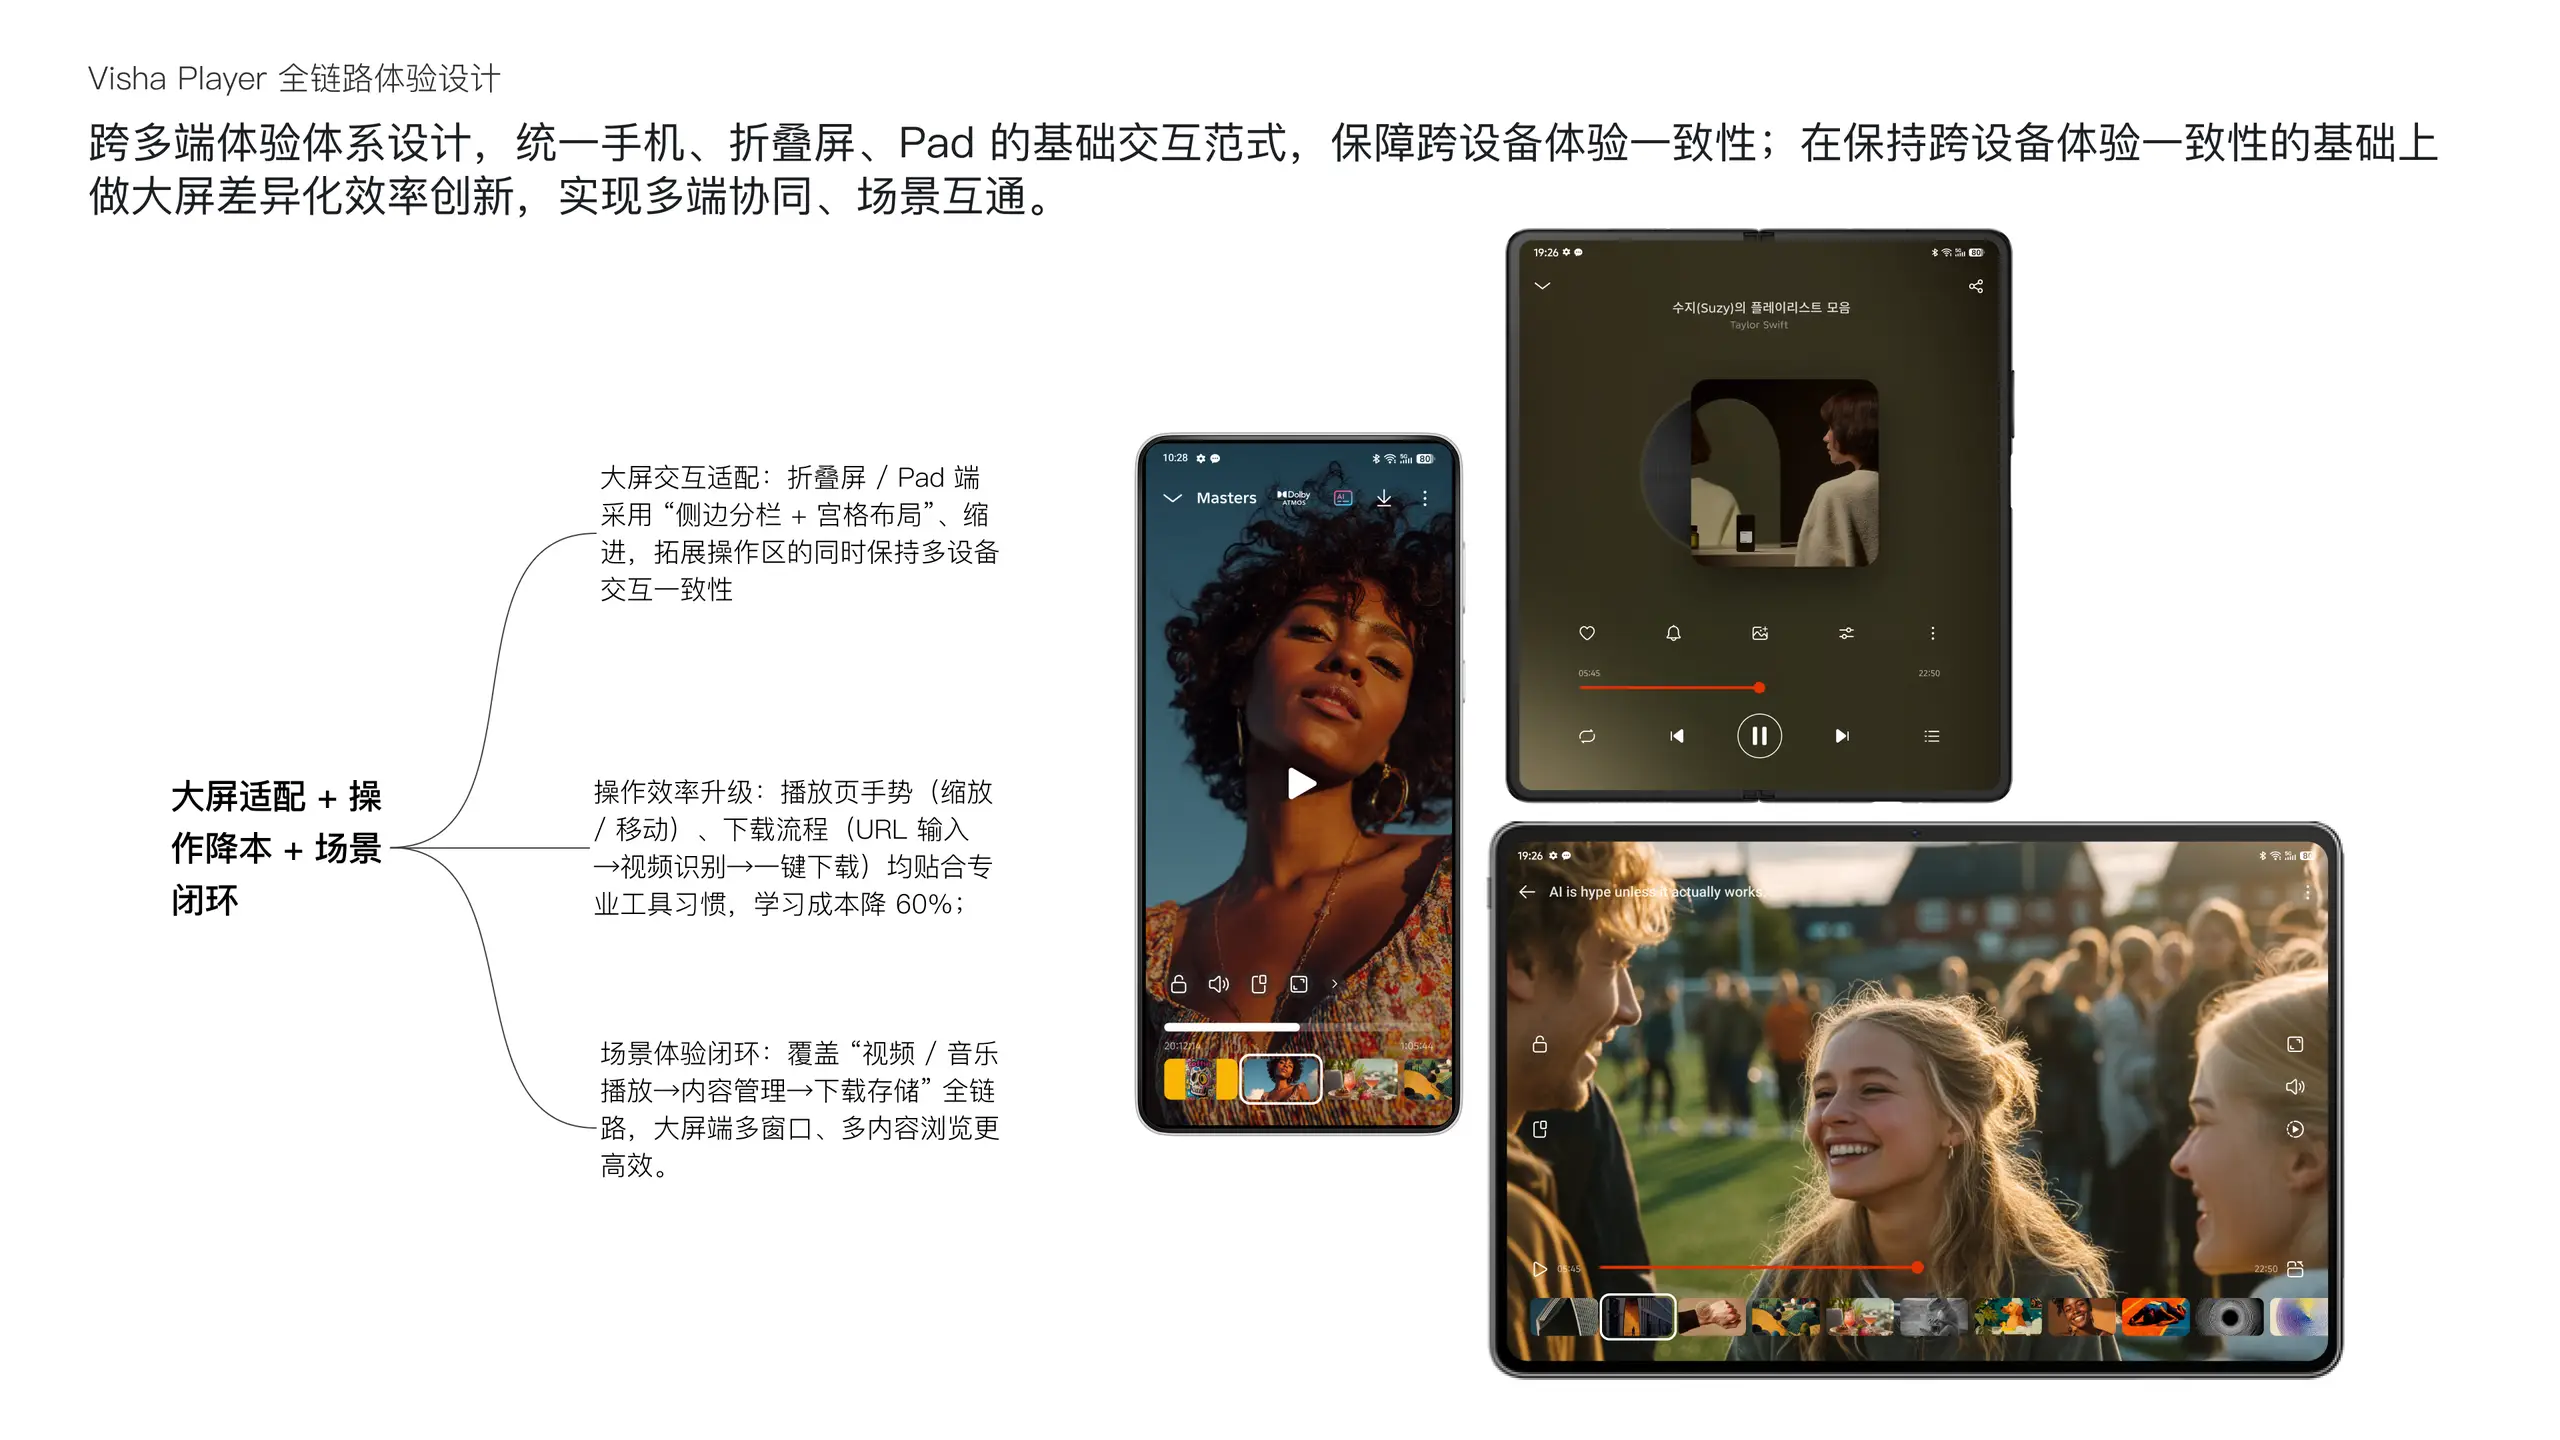 Visha Player 全链路体验设计
跨多端体验体系设计，统一手机、折叠屏、Pad 的基础交互范式，保障跨设备体验一致性；在保持跨设备体验一致性的基础上
做大屏差异化效率创新，实现多端协同、场景互通。
大屏适配 + 操
作降本 + 场景
闭环
大屏交互适配：折叠屏 / Pad 端
采用 “侧边分栏 + 宫格布局”、缩
进，拓展操作区的同时保持多设备
交互一致性
操作效率升级：播放页手势（缩放
/ 移动）、下载流程（URL 输入
→视频识别→一键下载）均贴合专
业工具习惯，学习成本降 60%；
场景体验闭环：覆盖 “视频 / 音乐
播放→内容管理→下载存储” 全链
路，大屏端多窗口、多内容浏览更
高效。
10:28
5G
80
Masters
Dolby
ATMOS
AI
20:12:14
1:05:44
19:26
5G
80
수지(Suzy)의 플레이리스트 모음
Taylor Swift
05:45
22:50
19:26
5G
80
AI is hype unless it actually works.
05:45
22:50